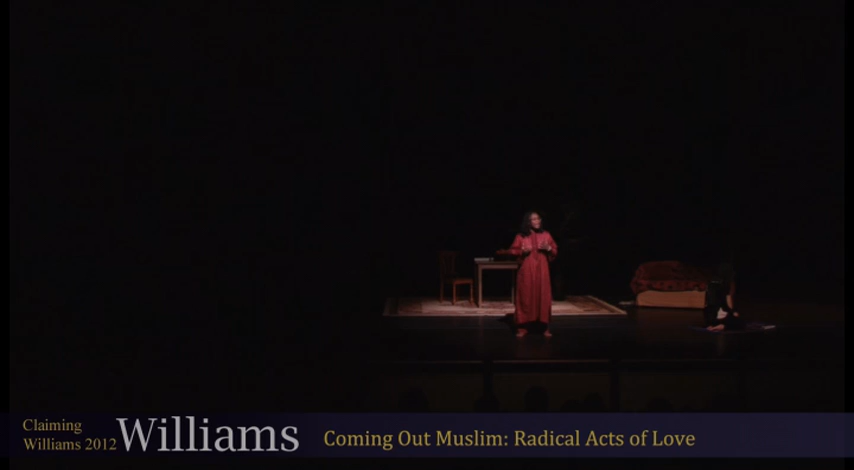 Claiming
Williams 2012
Williams
Coming Out Muslim: Radical Acts of Love